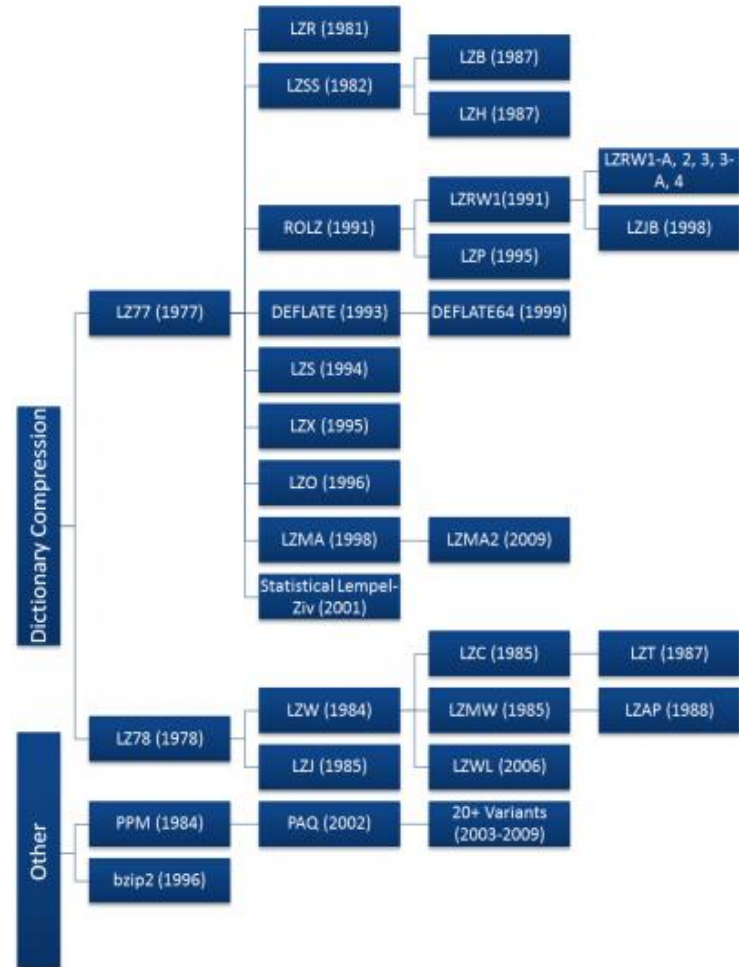 Dictionary Compression
LZ77 (1977)
LZR (1981)
LZSS (1982)
LZB (1987)
LZH (1987)
ROLZ (1991)
LZRW1(1991)
LZRW1-A, 2, 3, 3-
A, 4
LZJB (1998)
LZP (1995)
DEFLATE (1993)
DEFLATE64 (1999)
LZS (1994)
LZX (1995)
LZO (1996)
LZMA (1998)
LZMA2 (2009)
Statistical Lempel-
Ziv (2001)
LZ78 (1978)
LZW (1984)
LZC (1985)
LZT (1987)
LZMW (1985)
LZAP (1988)
LZWL (2006)
LZJ (1985)
Other
PPM (1984)
PAQ (2002)
20+ Variants
(2003-2009)
bzip2 (1996)